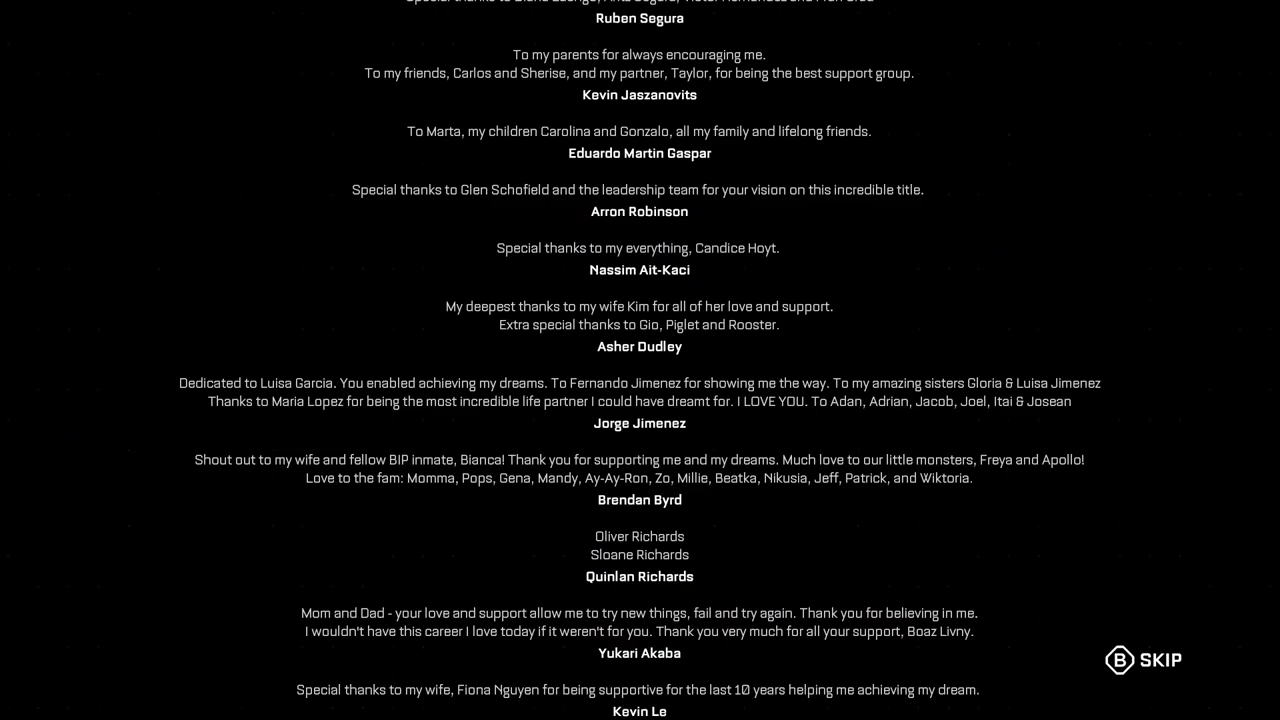 Ruben Segura
To my parents for always encouraging me.
To my friends, Carlos and Sherise, and my partner, Taylor, for being the best support group.
Kevin Jaszanovits
To Marta, my children Carolina and Gonzalo, all my family and lifelong friends.
Eduardo Martin Gaspar
Special thanks to Glen Schofield and the leadership team for your vision on this incredible title.
Arron Robinson
Special thanks to my everything, Candice Hoyt.
Nassim Ait-Kaci
My deepest thanks to my wife Kim for all of her love and support.
Extra special thanks to Gio, Piglet and Rooster.
Asher Dudley
Dedicated to Luisa Garcia. You enabled achieving my dreams. To Fernando Jimenez for showing me the way. To my amazing sisters Gloria & Luisa Jimenez
Thanks to Maria Lopez for being the most incredible life partner I could have dreamt for. I LOVE YOU. To Adan, Adrian, Jacob, Joel, Itai & Josean
Jorge Jimenez
Shout out to my wife and fellow BIP inmate, Bianca! Thank you for supporting me and my dreams. Much love to our little monsters, Freya and Apollo!
Love to the fam: Momma, Pops, Gena, Mandy, Ay-Ay-Ron, Zo, Millie, Beatka, Nikusia, Jeff, Patrick, and Wiktoria.
Brendan Byrd
Oliver Richards
Sloane Richards
Quinlan Richards
Mom and Dad - your love and support allow me to try new things, fail and try again. Thank you for believing in me.
I wouldn't have this career I love today if it weren't for you. Thank you very much for all your support, Boaz Livny.
Yukari Akaba
B SKIP
Special thanks to my wife, Fiona Nguyen for being supportive for the last 10 years helping me achieving my dream.
Kevin Le